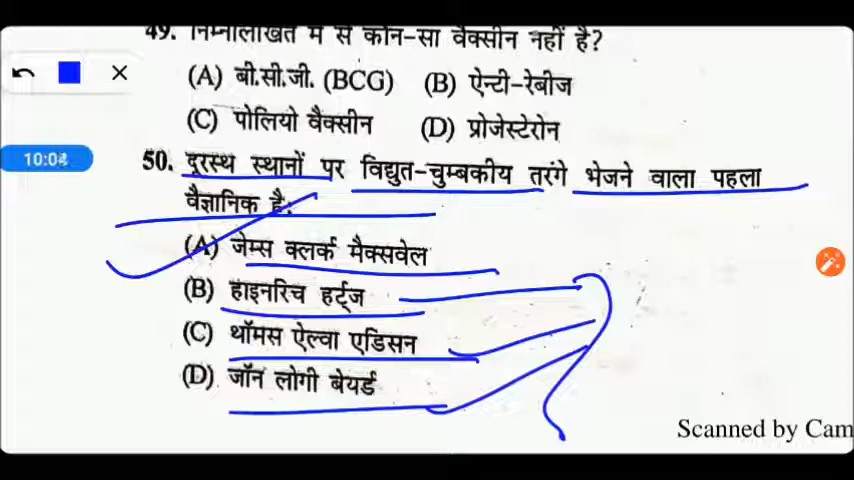 49. निम्नलिखित में से कौन-सा वैक्सीन नहीं है?
(A) बी.सी.जी. (BCG) (B) ऐन्टी-रेबीज
(C) पोलियो वैक्सीन (D) प्रोजेस्टेरोन
10:04
50. दूरस्थ स्थानों पर विद्युत-चुम्बकीय तरंगे भेजने वाला पहला
वैज्ञानिक है:
(A) जेम्स क्लर्क मैक्सवेल
(B) हाइनरिच हर्ट्ज
(C) थॉमस ऐल्वा एडिसन
(D) जॉन लोगी बेयर्ड
Scanned by Cam